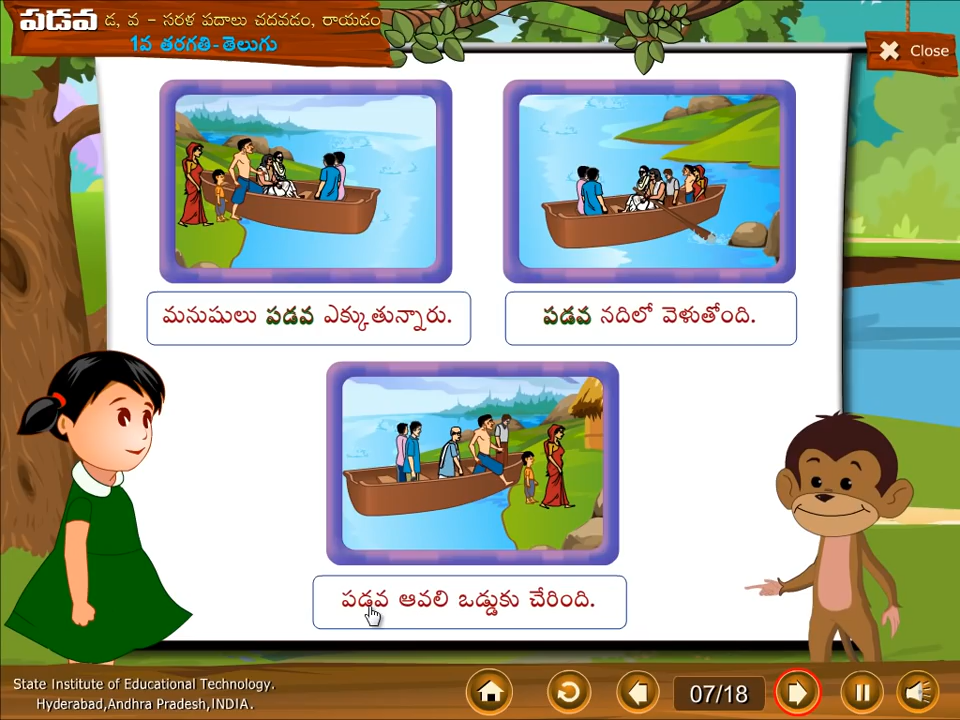 పడవ డ, వ – సరళ పదాలు చదవడం, రాయడం
1వ తరగతి-తెలుగు
Close
మనుషులు పడవ ఎక్కుతున్నారు.
పడవ నదిలో వెళుతోంది.
పడవ ఆవలి ఒడ్డుకు చేరింది.
State Institute of Educational Technology.
Hyderabad,Andhra Pradesh,INDIA.
07/18